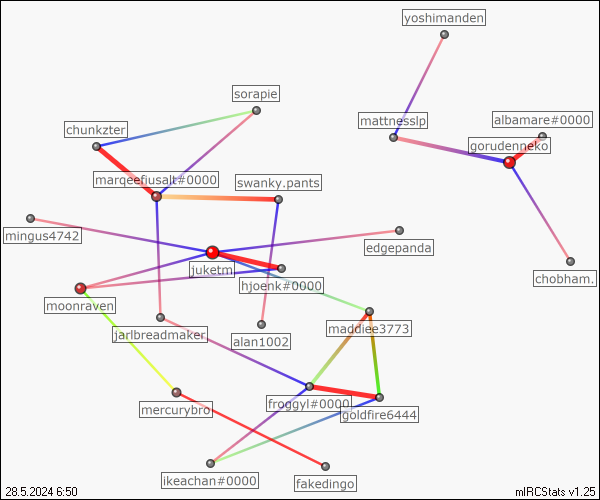 yoshimanden
sorapie
mattnesslp
albamare#0000
chunkzter
gorudenneko
marqeefiusalt#0000
swanky.pants
mingus4742
edgepanda
juketm
chobham.
hjoenk#0000
moonraven
jarlbreadmaker
alan1002
maddiee3773
mercurybro
froggyl#0000
goldfire6444
ikeachan#0000
fakedingo
28.5.2024 6:50
mIRCStats v1.25